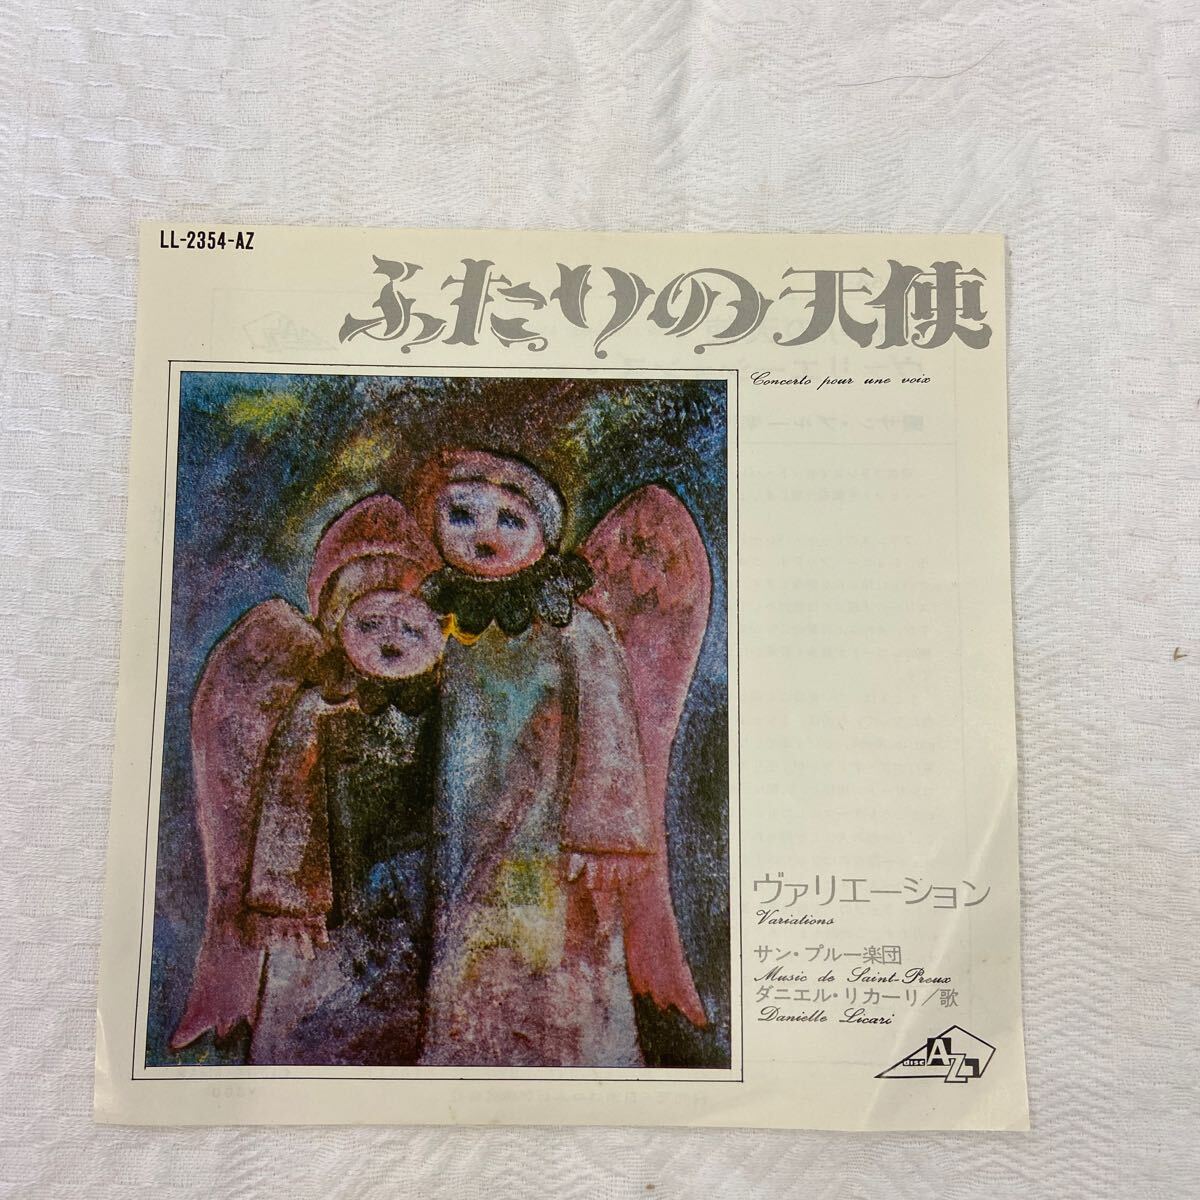 LL-2354-AZ
ふたりの天使
Concerto pour une voix
ヴァリエーション
Variations
サン・プルー楽団
Music de Saint-Preux
ダニエル・リカーリ/歌
Danielle Licari
disc AZ